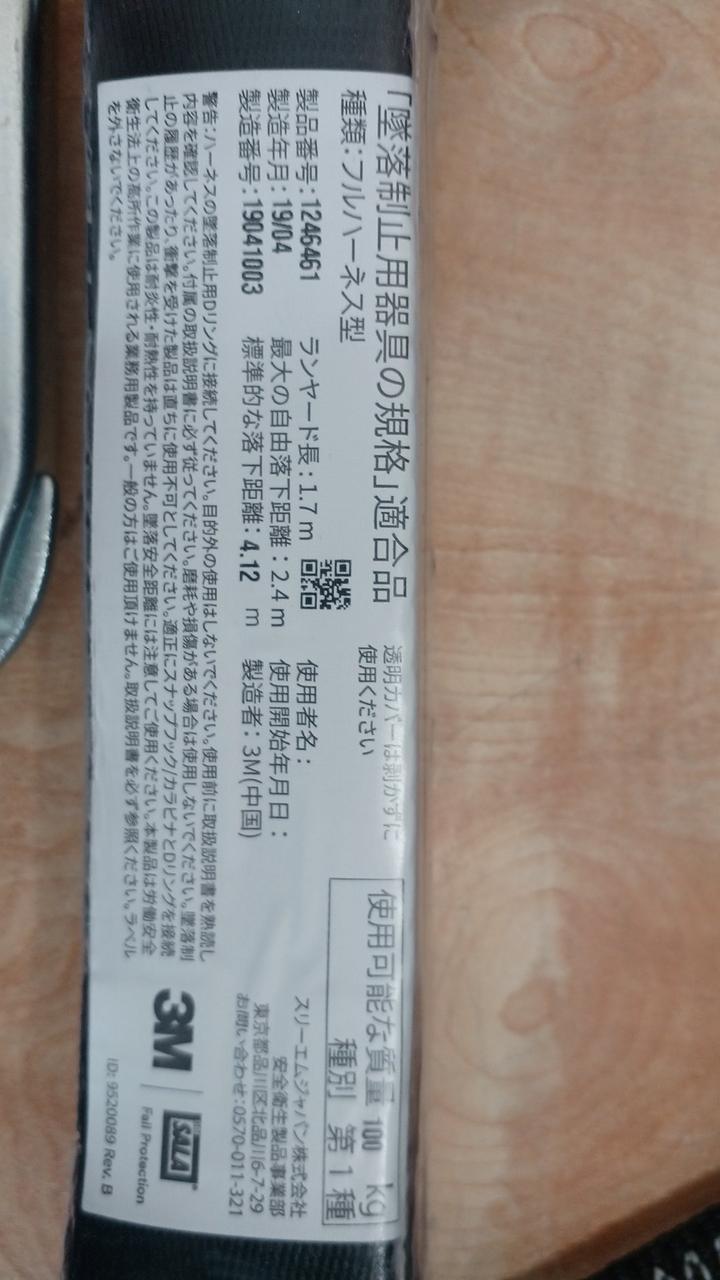 「墜落制止用器具の規格」適合品
種類：フルハーネス型
透明カバーは剥かずに
使用ください
使用可能な質量 100 kg
種別 第1種
製品番号：1246461
製造年月：19/04
製造番号：19041003
ランヤード長：1.7 m
最大の自由落下距離：2.4 m
標準的な落下距離：4.12 m
使用者名：
使用開始年月日：
製造者：3M(中国)
スリーエムジャパン株式会社
安全衛生製品事業部
東京都品川区北品川6-7-29
お問い合わせ：0570-011-321
警告：ハーネスの墜落制止用Dリングに接続してください。目的外の使用はしないでください。使用前に取扱説明書を熟読し
内容を確認してください。付属の取扱説明書に必ず従ってください。磨耗や損傷がある場合は使用しないでください。墜落制
止の履歴があったり、衝撃を受けた製品は直ちに使用不可としてください。適正にスナップフック/カラビナとDリングを接続
してください。この製品は耐炎性・耐熱性を持っていません。墜落安全距離には注意してご使用ください。本製品は労働安全
衛生法上の高所作業に使用される業務用製品です。一般の方はご使用頂けません。取扱説明書を必ず参照ください。ラベル
を外さないでください。
3M
SALA
Fall Protection
ID: 9520089 Rev. B